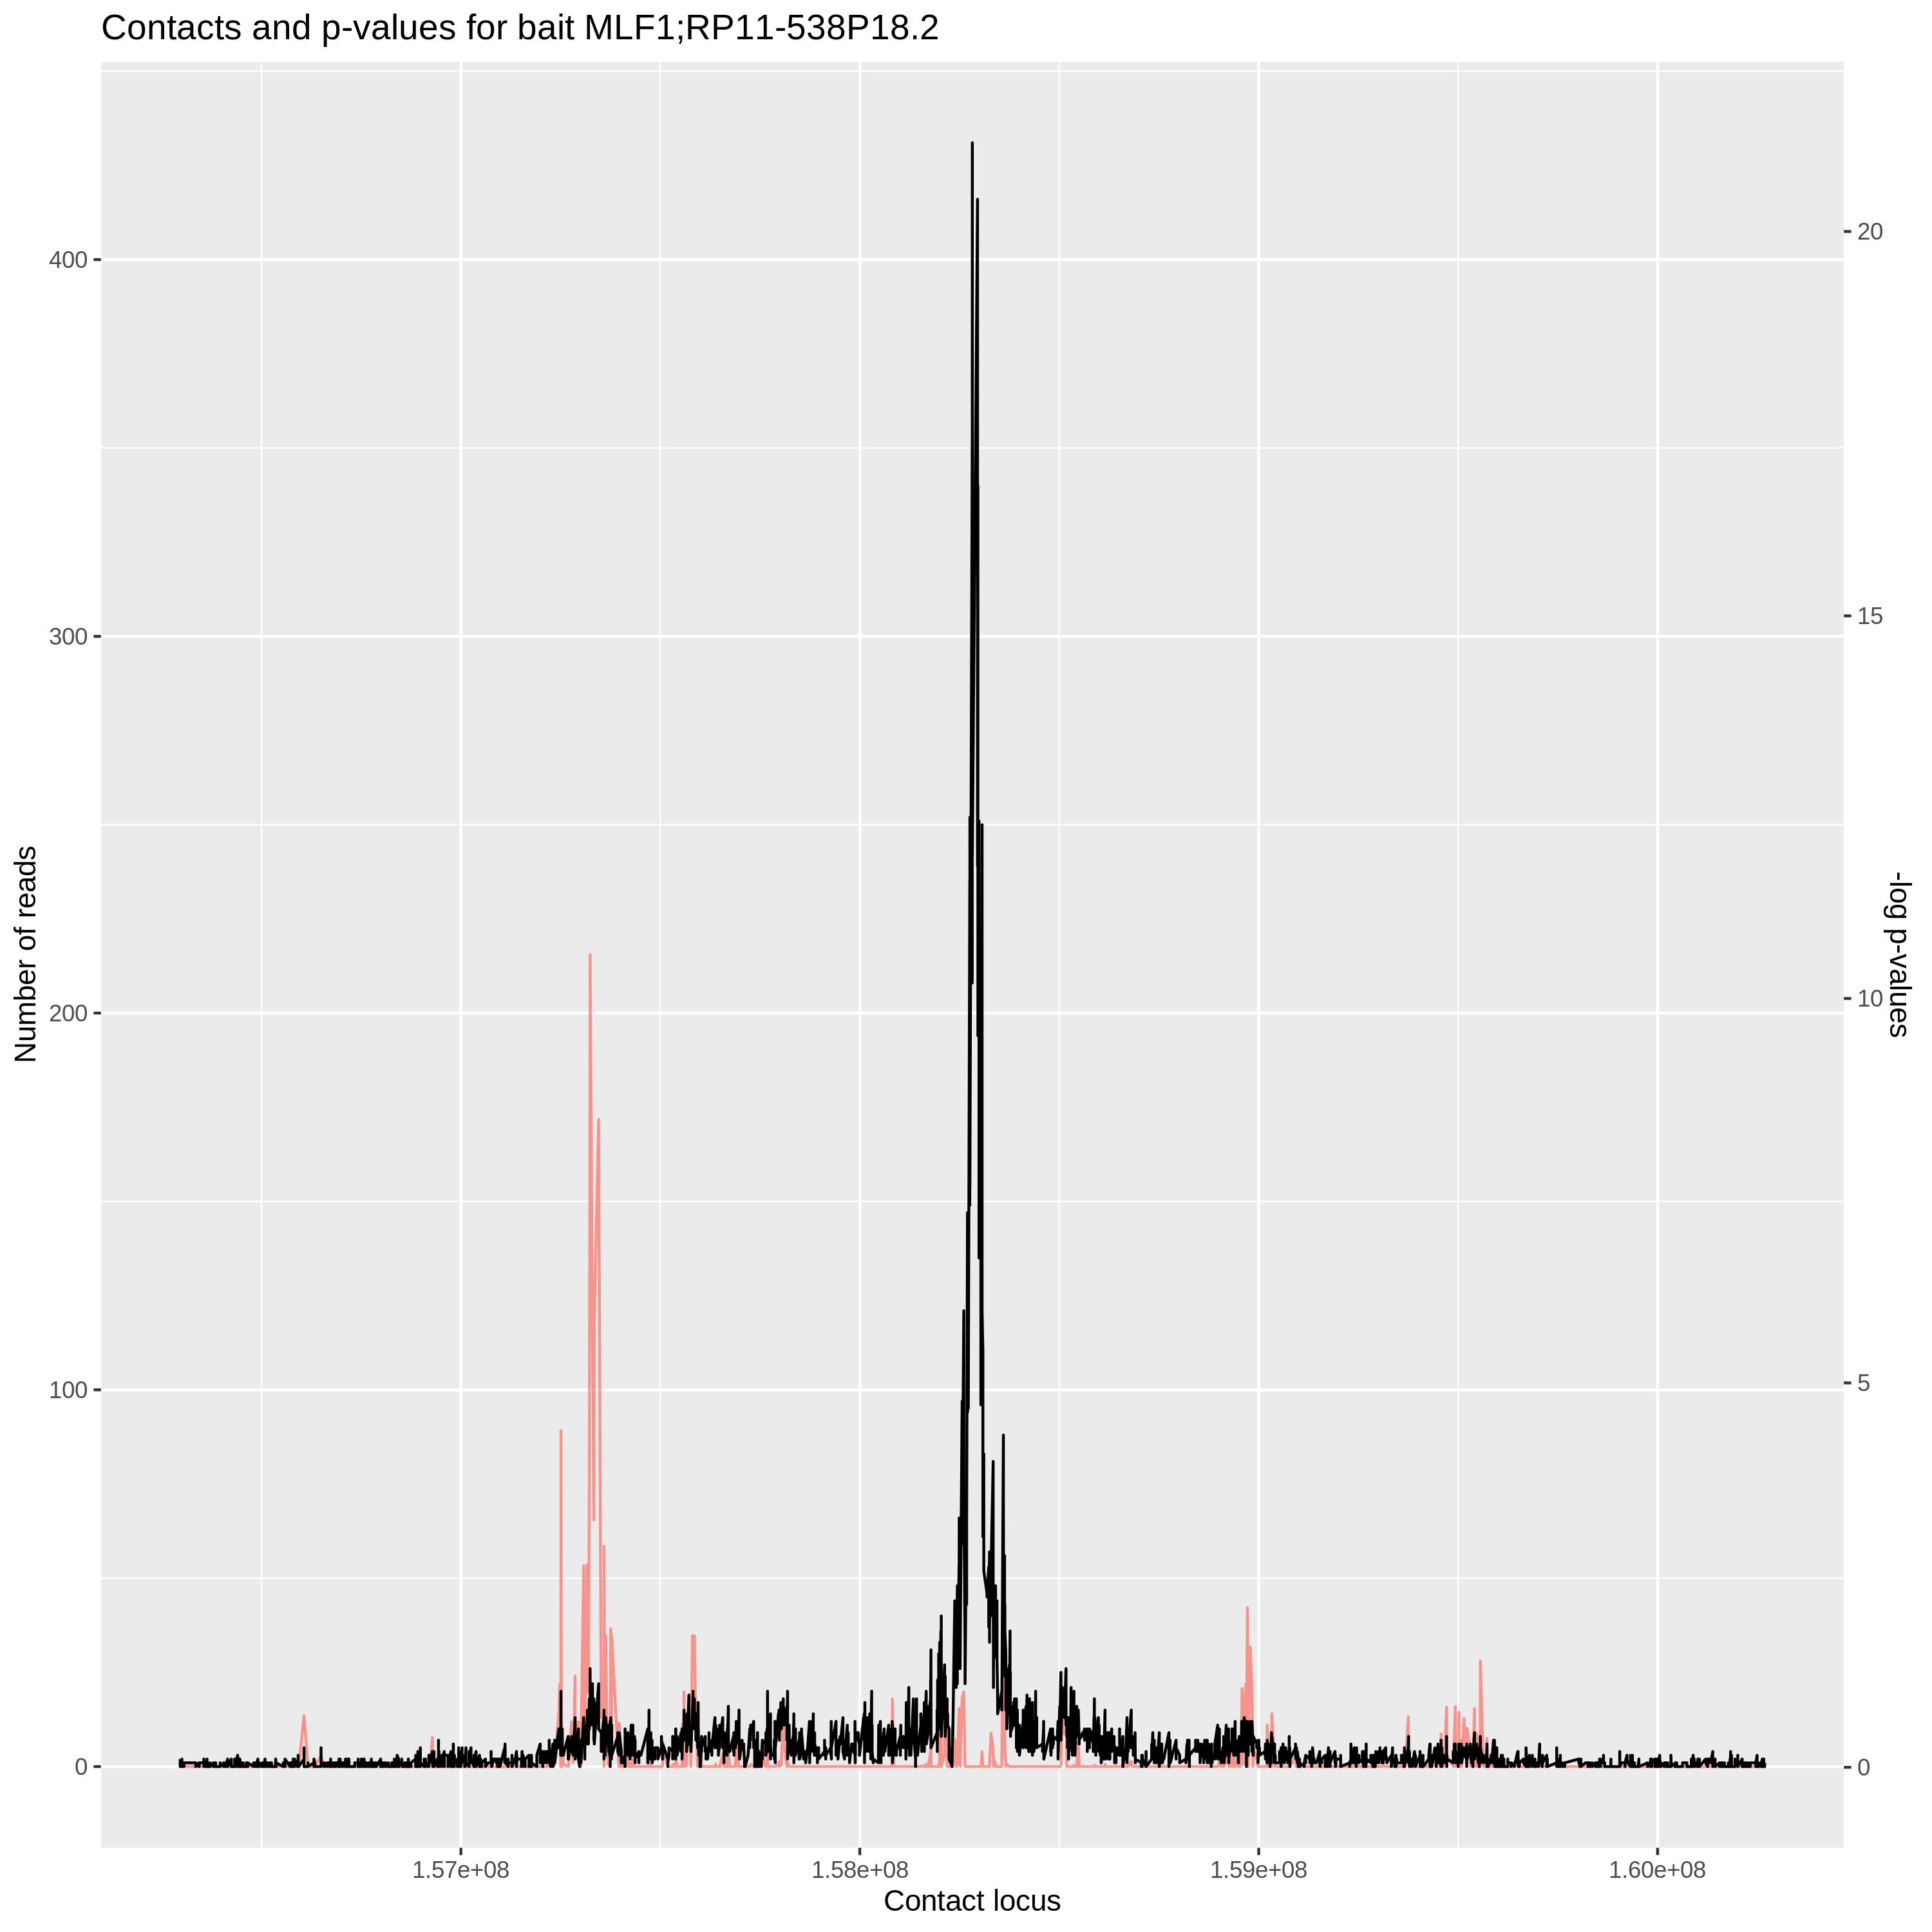 Contacts and p-values for bait MLF1;RP11-538P18.2
Number of reads
400
300
200
100
0
20
15
10
5
0
-log p-values
1.57e+08
1.58e+08
1.59e+08
1.60e+08
Contact locus